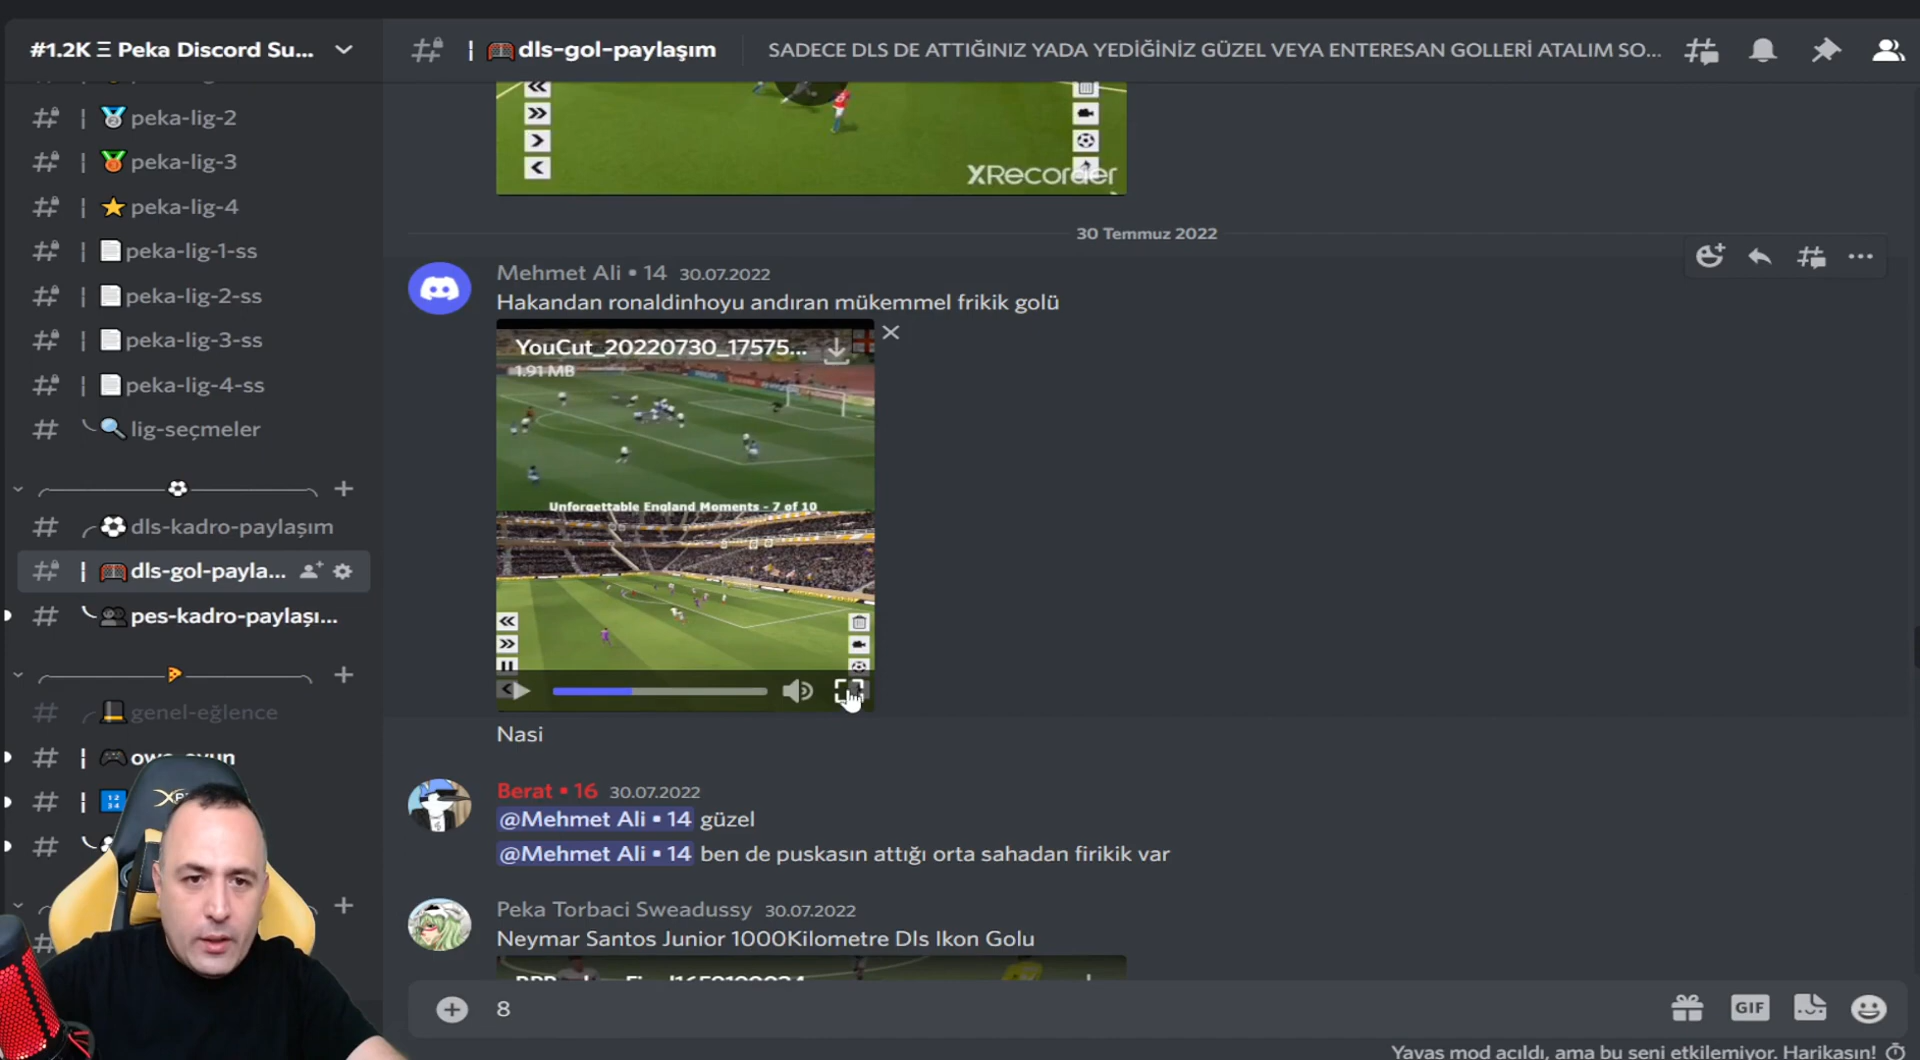 #1.2K Ξ Peka Discord Su...
dls-gol-paylaşım
SADECE DLS DE ATTIĞINIZ YADA YEDİĞİNİZ GÜZEL VEYA ENTERESAN GOLLERİ ATALIM SO...
peka-lig-2
peka-lig-3
peka-lig-4
peka-lig-1-ss
peka-lig-2-ss
peka-lig-3-ss
peka-lig-4-ss
lig-seçmeler
dls-kadro-paylaşım
dls-gol-payla...
pes-kadro-paylaşı...
genel-eğlence
XRecorder
30 Temmuz 2022
Mehmet Ali • 14 30.07.2022
Hakandan ronaldinhoyu andıran mükemmel frikik golü
YouCut_20220730_17575...
1.91 MB
Unforgettable England Moments - 7 of 10
Nasi
Berat ▪ 16 30.07.2022
@Mehmet Ali • 14 güzel
@Mehmet Ali • 14 ben de puskasın attığı orta sahadan firikik var
Peka Torbaci Sweadussy 30.07.2022
Neymar Santos Junior 1000Kilometre Dls Ikon Golu
8
GIF
Yavaş mod açıldı, ama bu seni etkilemiyor. Harikasın!